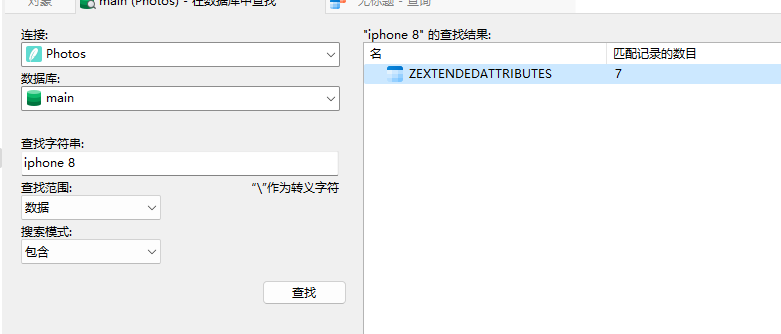 对象
main (Photos) - 在数据库中查找
无标题 - 查询
连接:
Photos
数据库:
main
查找字符串:
iphone 8
查找范围:
"\"作为转义字符
数据
搜索模式:
包含
查找
"iphone 8" 的查找结果:
名 匹配记录的数目
ZEXTENDEDATTRIBUTES 7